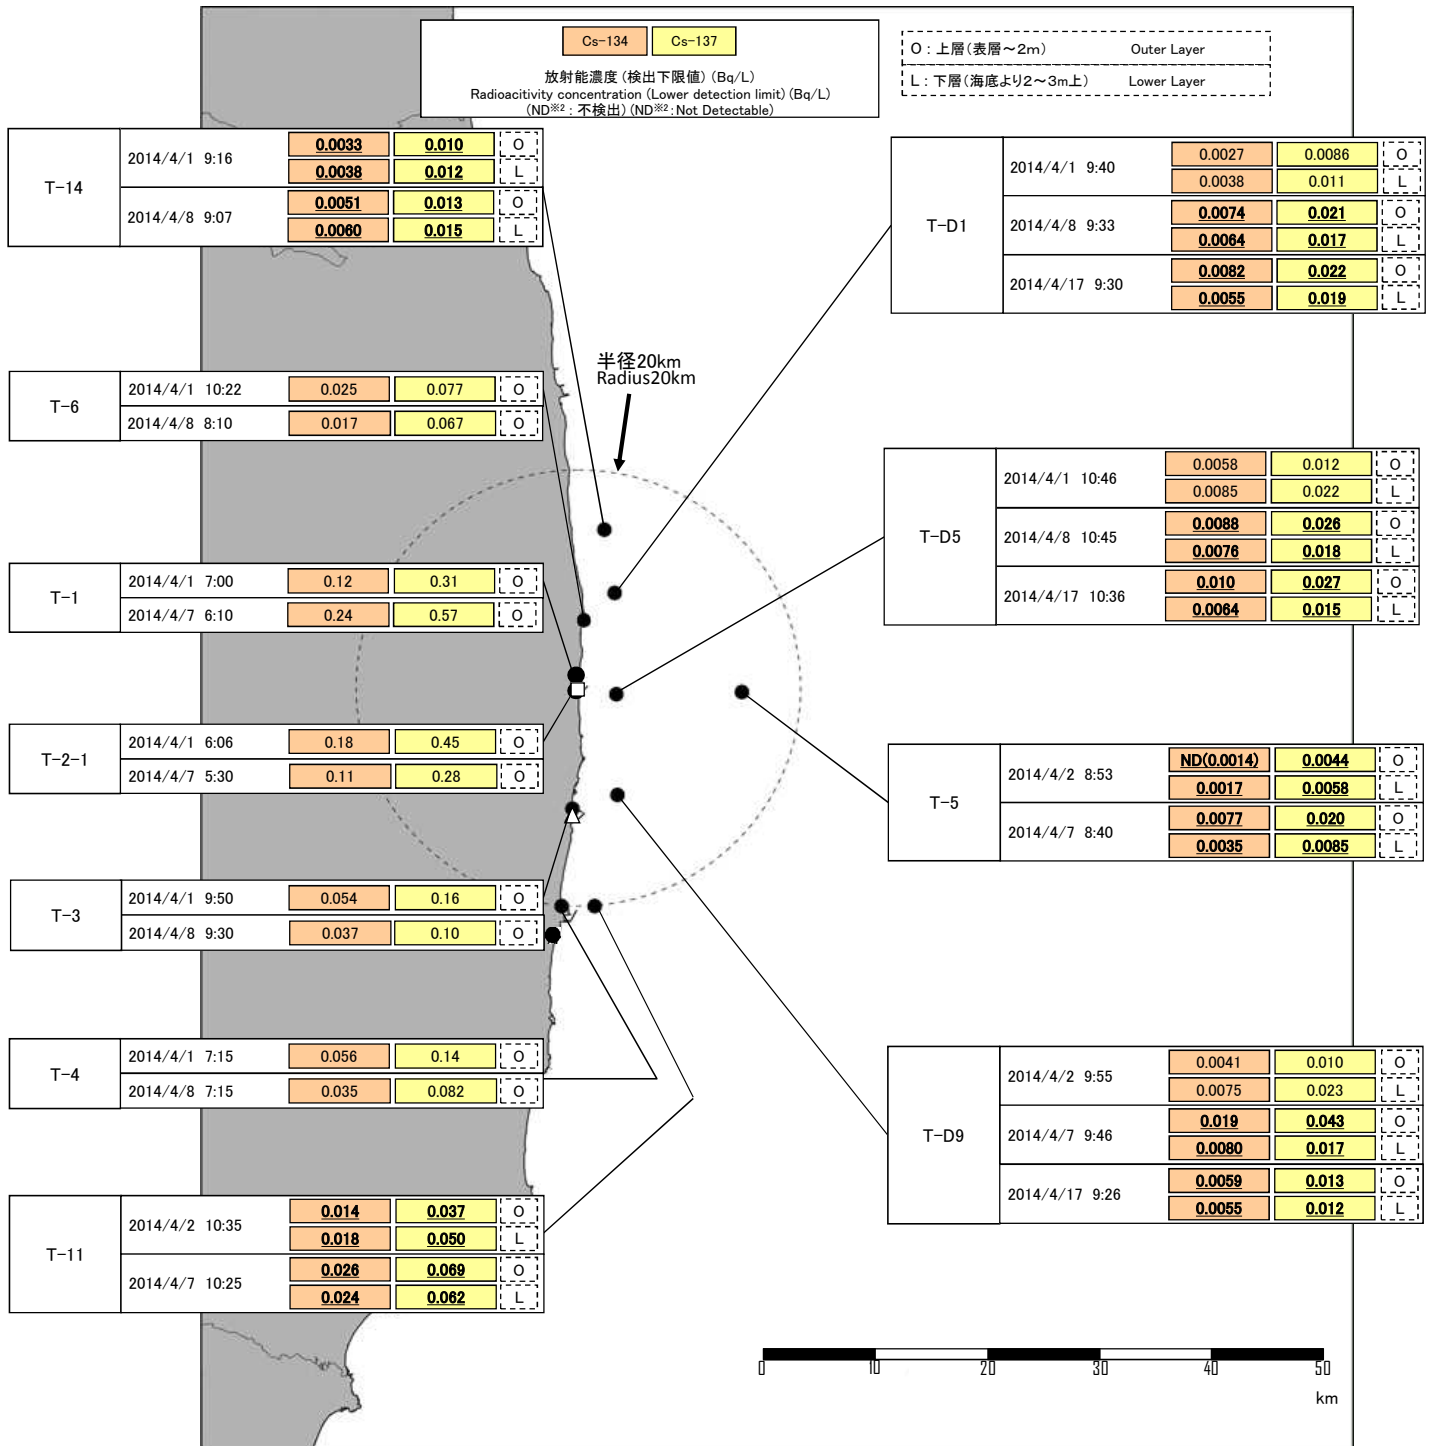 Cs-134 Cs-137
放射能濃度(検出下限値)(Bq/L)
Radioacitivity concentration (Lower detection limit) (Bq/L)
(ND※2 : 不検出)(ND※2:Not Detectable)
O : 上層(表層～2m) Outer Layer
L : 下層(海底より2～3m上) Lower Layer
T-14
2014/4/1 9:16
0.0033 0.010 O
0.0038 0.012 L
2014/4/8 9:07
0.0051 0.013 O
0.0060 0.015 L
T-D1
2014/4/1 9:40
0.0027 0.0086 O
0.0038 0.011 L
2014/4/8 9:33
0.0074 0.021 O
0.0064 0.017 L
2014/4/17 9:30
0.0082 0.022 O
0.0055 0.019 L
半径20km
Radius20km
T-6
2014/4/1 10:22 0.025 0.077 O
2014/4/8 8:10 0.017 0.067 O
T-D5
2014/4/1 10:46
0.0058 0.012 O
0.0085 0.022 L
2014/4/8 10:45
0.0088 0.026 O
0.0076 0.018 L
2014/4/17 10:36
0.010 0.027 O
0.0064 0.015 L
T-1
2014/4/1 7:00 0.12 0.31 O
2014/4/7 6:10 0.24 0.57 O
T-2-1
2014/4/1 6:06 0.18 0.45 O
2014/4/7 5:30 0.11 0.28 O
T-5
2014/4/2 8:53
ND(0.0014) 0.0044 O
0.0017 0.0058 L
2014/4/7 8:40
0.0077 0.020 O
0.0035 0.0085 L
T-3
2014/4/1 9:50 0.054 0.16 O
2014/4/8 9:30 0.037 0.10 O
T-4
2014/4/1 7:15 0.056 0.14 O
2014/4/8 7:15 0.035 0.082 O
T-D9
2014/4/2 9:55
0.0041 0.010 O
0.0075 0.023 L
2014/4/7 9:46
0.019 0.043 O
0.0080 0.017 L
2014/4/17 9:26
0.0059 0.013 O
0.0055 0.012 L
T-11
2014/4/2 10:35
0.014 0.037 O
0.018 0.050 L
2014/4/7 10:25
0.026 0.069 O
0.024 0.062 L
0 10 20 30 40 50
km